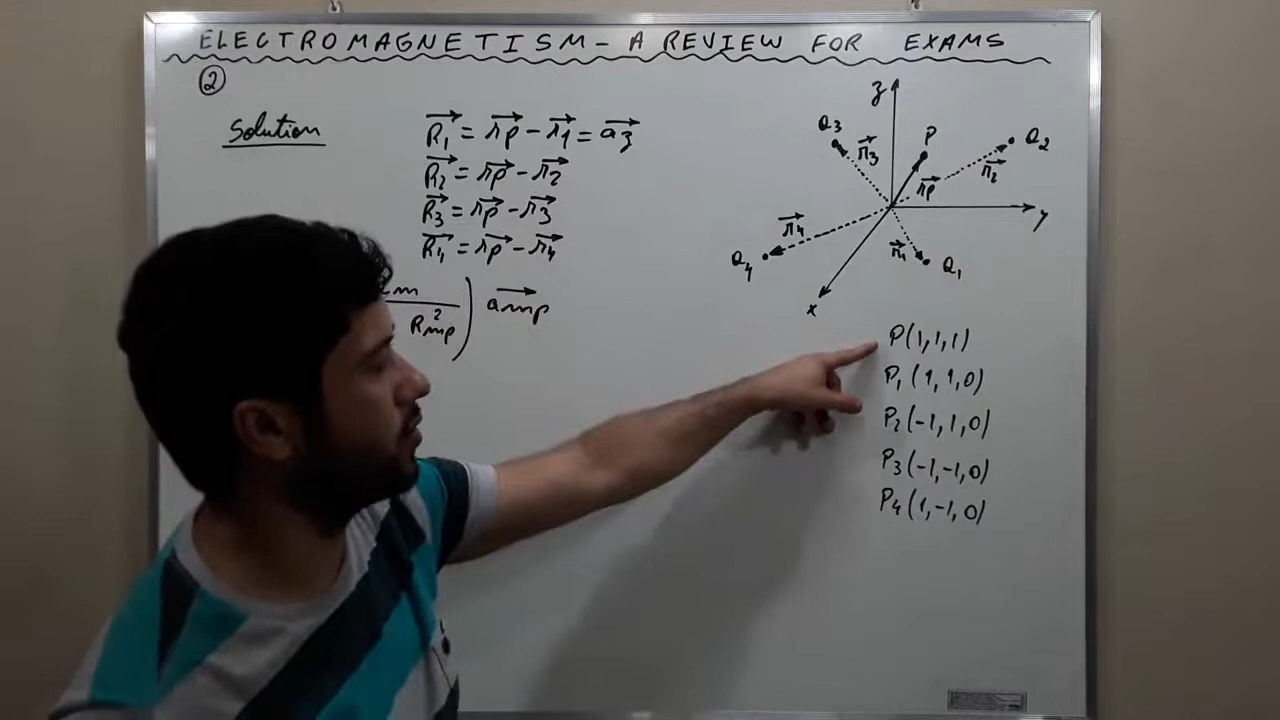 ELECTROMAGNETISM - A REVIEW FOR EXAMS
②
Solution
R₁ = rp - r₁ = az
R₂ = rp - r₂
R₃ = rp - r₃
R₄ = rp - r₄
Rmp²) amp
z
Q₃
r₃
P
rp
Q₂
r₂
y
r₄
Q₄
r₁
Q₁
x
P(1,1,1)
P₁(1,1,0)
P₂(-1,1,0)
P₃(-1,-1,0)
P₄(1,-1,0)